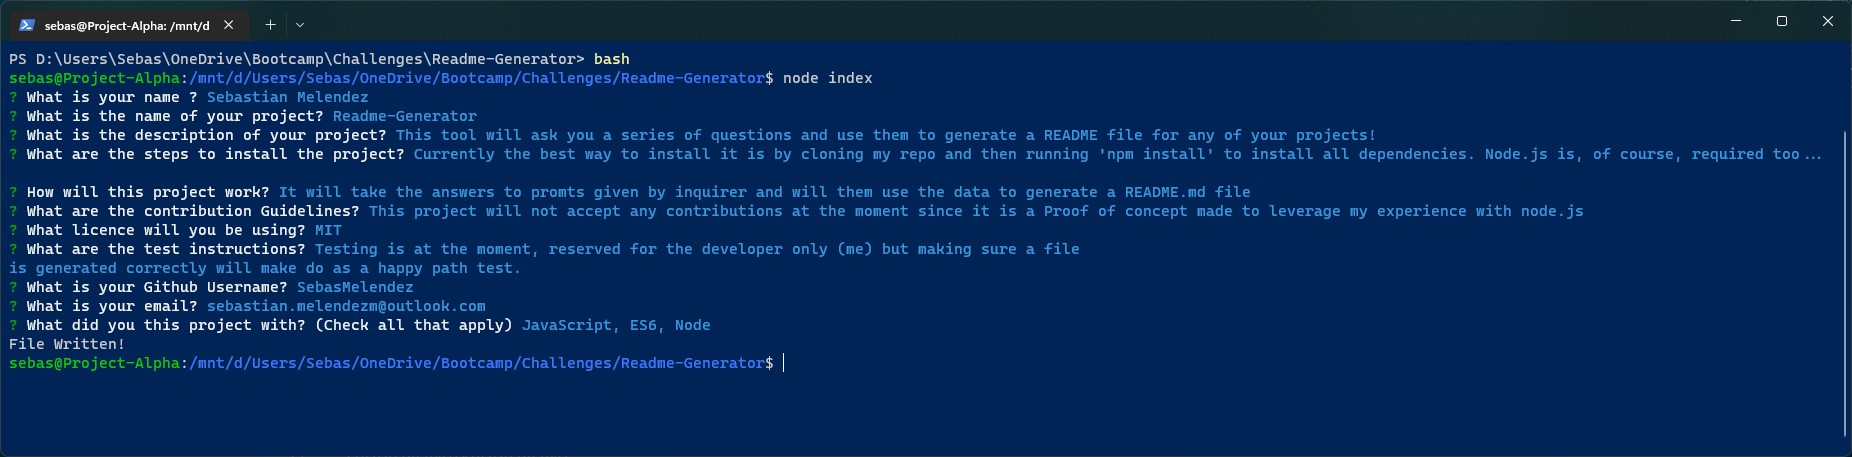 sebas@Project-Alpha: /mnt/d
PS D:\Users\Sebas\OneDrive\Bootcamp\Challenges\Readme-Generator> bash
sebas@Project-Alpha:/mnt/d/Users/Sebas/OneDrive/Bootcamp/Challenges/Readme-Generator$ node index
? What is your name ? Sebastian Melendez
? What is the name of your project? Readme-Generator
? What is the description of your project? This tool will ask you a series of questions and use them to generate a README file for any of your projects!
? What are the steps to install the project? Currently the best way to install it is by cloning my repo and then running 'npm install' to install all dependencies. Node.js is, of course, required too...
? How will this project work? It will take the answers to promts given by inquirer and will them use the data to generate a README.md file
? What are the contribution Guidelines? This project will not accept any contributions at the moment since it is a Proof of concept made to leverage my experience with node.js
? What licence will you be using? MIT
? What are the test instructions? Testing is at the moment, reserved for the developer only (me) but making sure a file
is generated correctly will make do as a happy path test.
? What is your Github Username? SebasMelendez
? What is your email? sebastian.melendezm@outlook.com
? What did you this project with? (Check all that apply) JavaScript, ES6, Node
File Written!
sebas@Project-Alpha:/mnt/d/Users/Sebas/OneDrive/Bootcamp/Challenges/Readme-Generator$